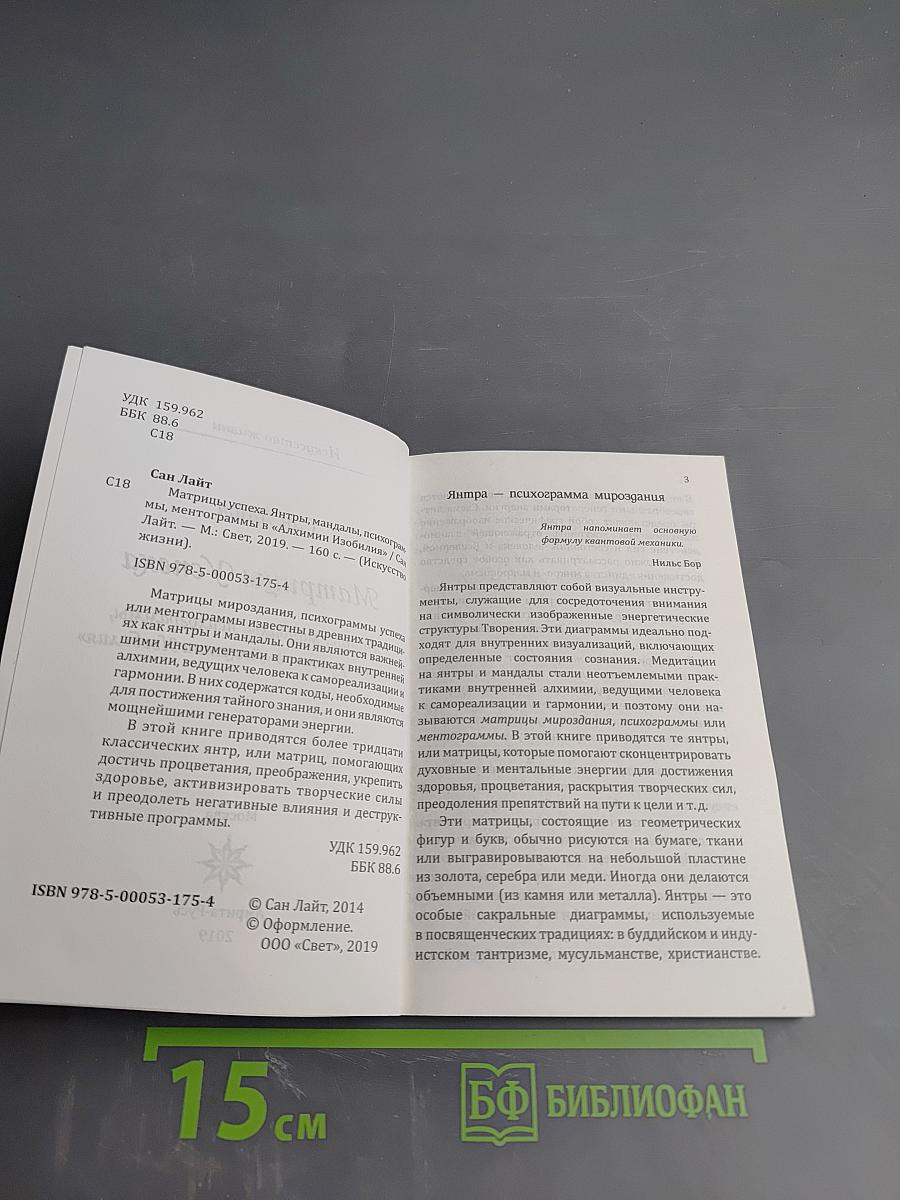 УДК 159.962
ББК 88.6
С18
Сан Лайт
С18 Матрицы успеха. Янтры, мандалы, психограм-
мы, ментограммы в «Алхимии Изобилия» / Сан
Лайт. — М.: Свет, 2019. — 160 с. — (Искусство
жизни).
ISBN 978-5-00053-175-4
Матрицы мироздания, психограммы успеха
или ментограммы известны в древних традици-
ях как янтры и мандалы. Они являются важней-
шими инструментами в практиках внутренней
алхимии, ведущих человека к самореализации и
гармонии. В них содержатся коды, необходимые
для постижения тайного знания, и они являются
мощнейшими генераторами энергии.
В этой книге приводятся более тридцати
классических янтр, или матриц, помогающих
достичь процветания, преображения, укрепить
здоровье, активизировать творческие силы
и преодолеть негативные влияния и деструк-
тивные программы.
УДК 159.962
ББК 88.6
ISBN 978-5-00053-175-4
© Сан Лайт, 2014
© Оформление.
ООО «Свет», 2019
3
Янтра — психограмма мироздания
Янтра напоминает основную
формулу квантовой механики.
Нильс Бор
Янтры представляют собой визуальные инстру-
менты, служащие для сосредоточения внимания
на символически изображенные энергетические
структуры Творения. Эти диаграммы идеально под-
ходят для внутренних визуализаций, включающих
определенные состояния сознания. Медитации
на янтры и мандалы стали неотъемлемыми прак-
тиками внутренней алхимии, ведущими человека
к самореализации и гармонии, и поэтому они на-
зываются матрицы мироздания, психограммы или
ментограммы. В этой книге приводятся те янтры,
или матрицы, которые помогают сконцентрировать
духовные и ментальные энергии для достижения
здоровья, процветания, раскрытия творческих сил,
преодоления препятствий на пути к цели и т.д.
Эти матрицы, состоящие из геометрических
фигур и букв, обычно рисуются на бумаге, ткани
или выгравировываются на небольшой пластине
из золота, серебра или меди. Иногда они делаются
объемными (из камня или металла). Янтры — это
особые сакральные диаграммы, используемые
в посвященческих традициях: в буддийском и инду-
истском тантризме, мусульманстве, христианстве.
15 см
БФ БИБЛИОФАН